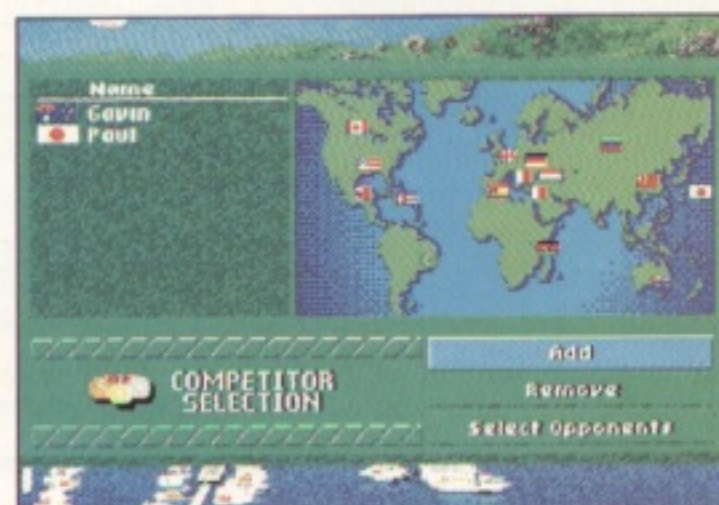 Name
Gavin
Paul
COMPETITOR
SELECTION
Add
Remove
Select Opponents